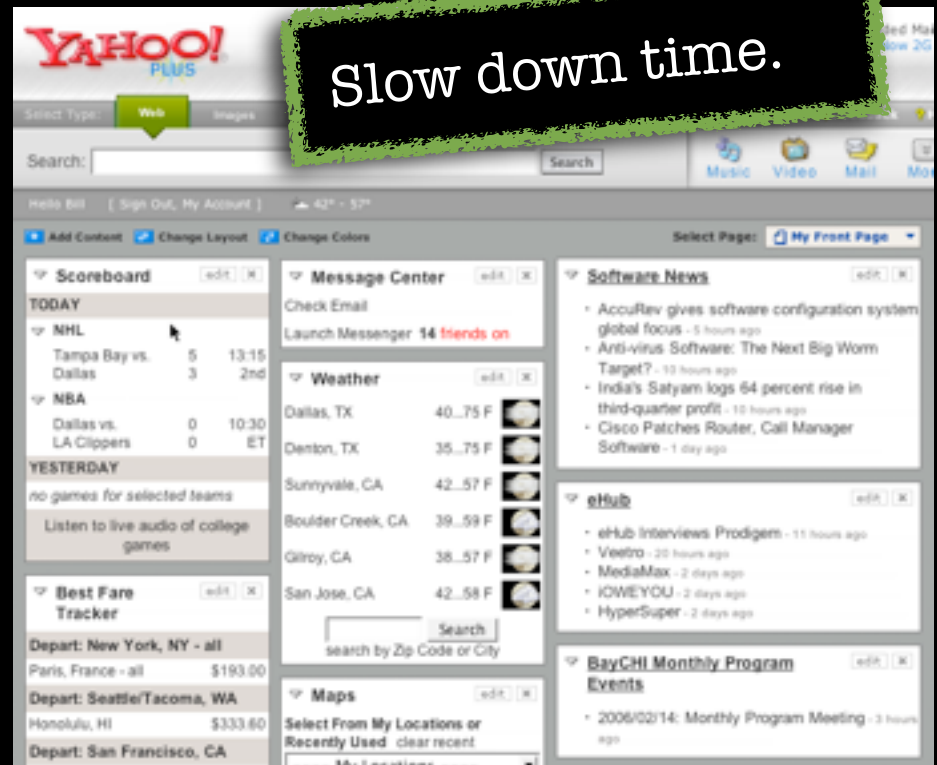 YAHOO!
PLUS
Slow down time.
Select Type: Web Images
Search: Search
Music Video Mail
Hello Bill [ Sign Out, My Account ] 42° - 57°
Add Content Change Layout Change Colors
Select Page: My Front Page
Scoreboard edit
TODAY
NHL
Tampa Bay vs. 5 13:15
Dallas 3 2nd
NBA
Dallas vs. 0 10:30
LA Clippers 0 ET
YESTERDAY
no games for selected teams
Listen to live audio of college
games
Best Fare edit
Tracker
Depart: New York, NY - all
Paris, France - all $193.00
Depart: Seattle/Tacoma, WA
Honolulu, HI $333.60
Depart: San Francisco, CA
Message Center edit
Check Email
Launch Messenger 14 friends on
Weather edit
Dallas, TX 40...75 F
Denton, TX 35...75 F
Sunnyvale, CA 42...57 F
Boulder Creek, CA 39...59 F
Gilroy, CA 38...57 F
San Jose, CA 42...58 F
Search
search by Zip Code or City
Maps edit
Select From My Locations or
Recently Used clear recent
My Locations
Software News edit
• AccuRev gives software configuration system
global focus - 5 hours ago
• Anti-virus Software: The Next Big Worm
Target? - 10 hours ago
• India's Satyam logs 64 percent rise in
third-quarter profit - 10 hours ago
• Cisco Patches Router, Call Manager
Software - 1 day ago
eHub edit
• eHub Interviews Prodigem - 11 hours ago
• Veetro - 20 hours ago
• MediaMax - 2 days ago
• iOWEYOU - 2 days ago
• HyperSuper - 2 days ago
BayCHI Monthly Program edit
Events
• 2006/02/14: Monthly Program Meeting - 3 hours
ago